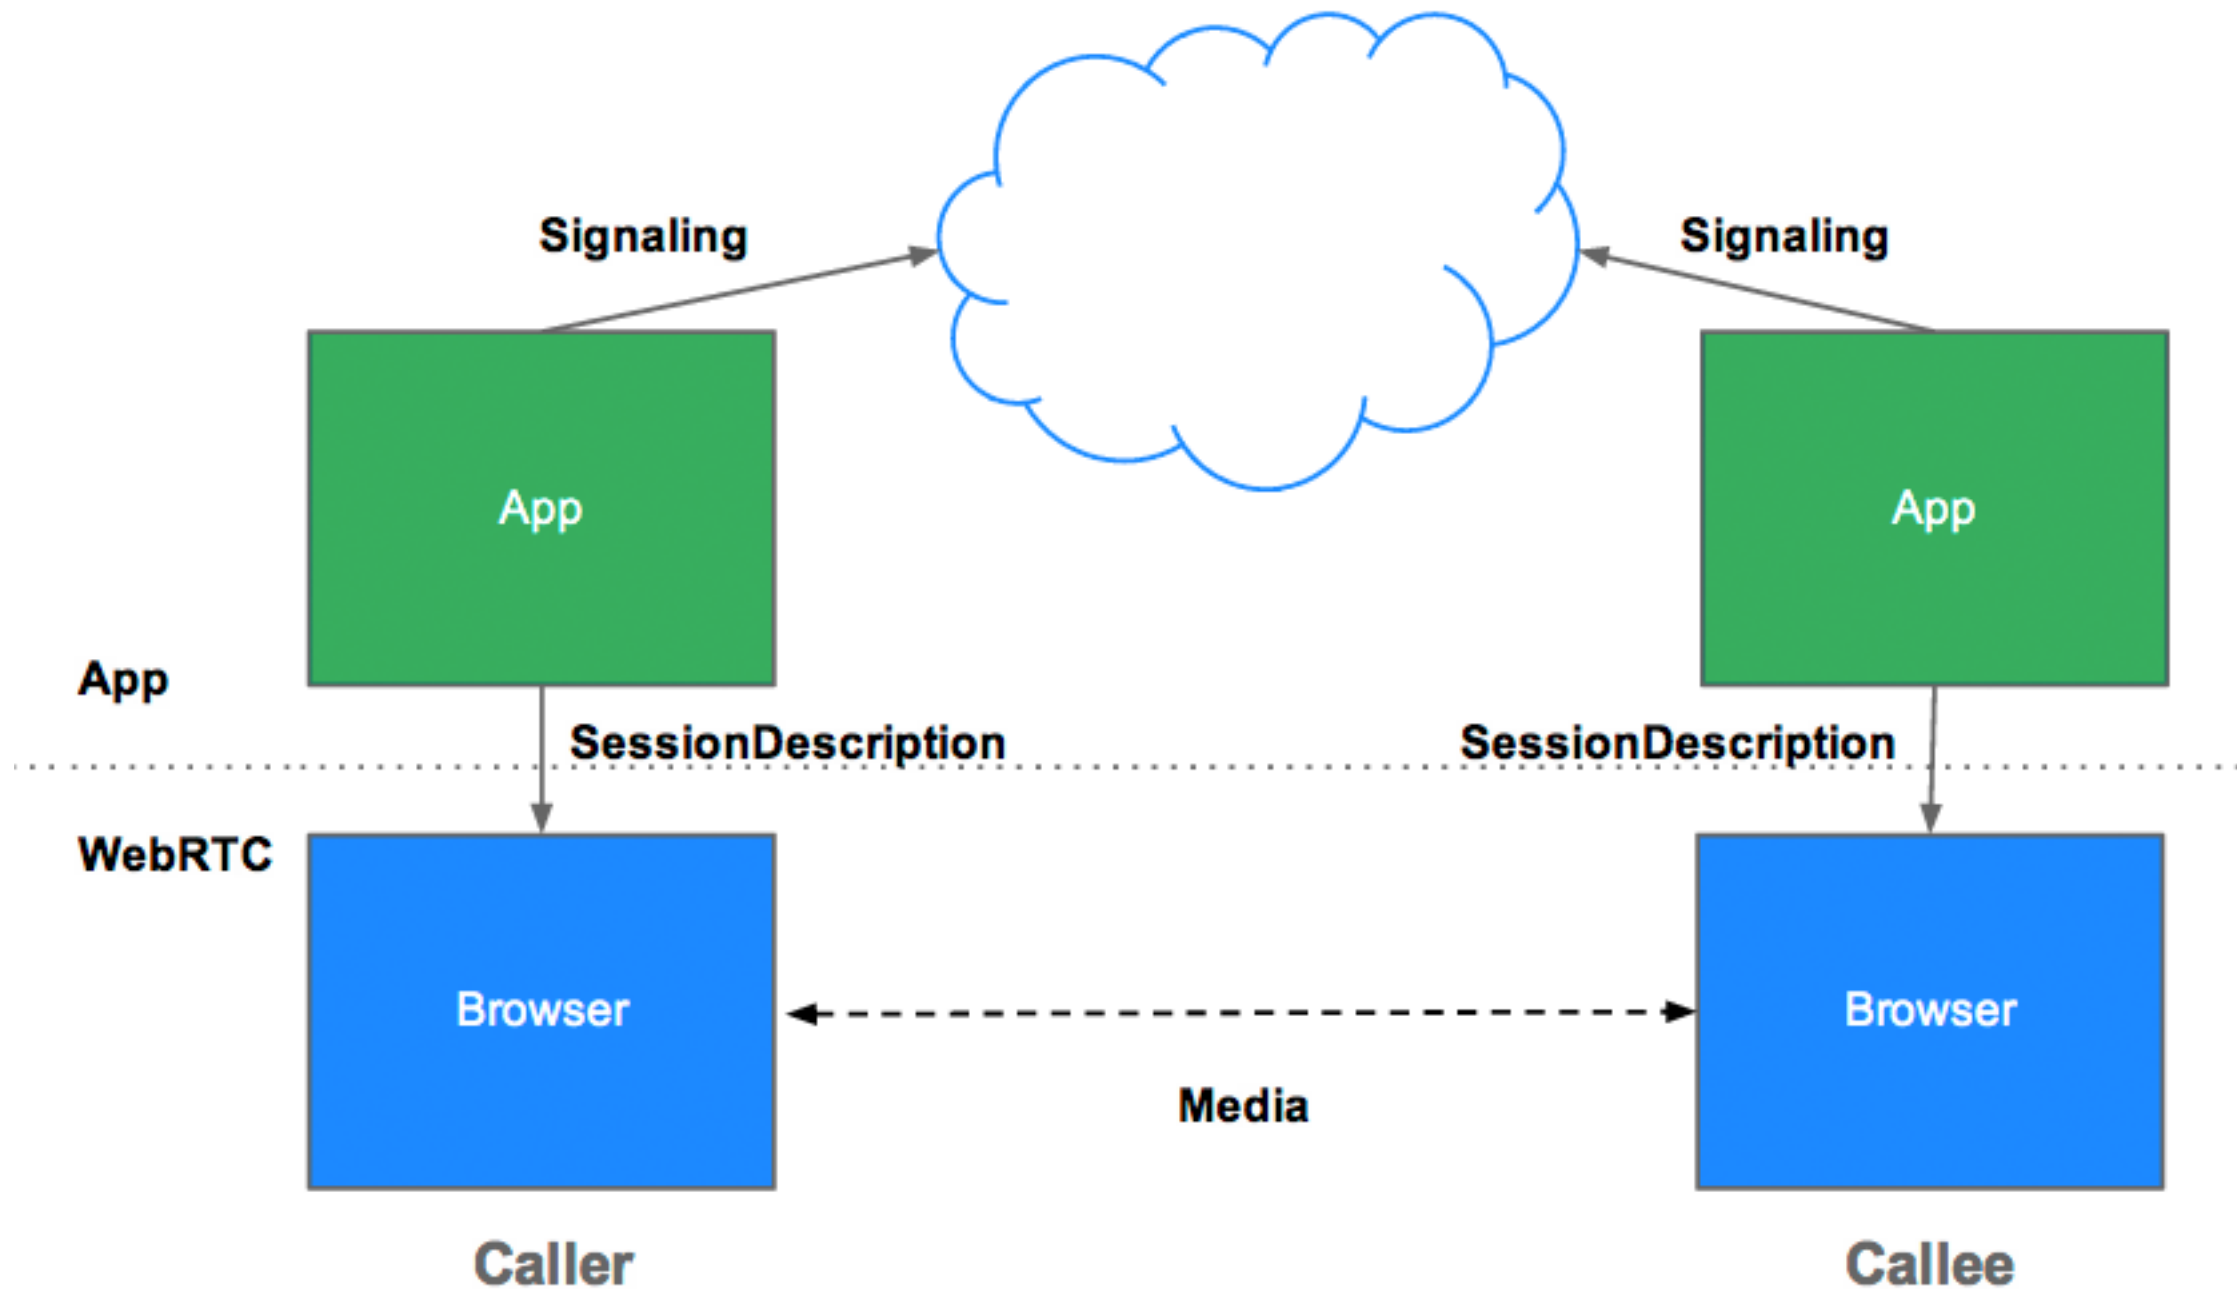 Signaling
Signaling
App
App
App
SessionDescription
SessionDescription
WebRTC
Browser
Browser
Media
Caller
Callee